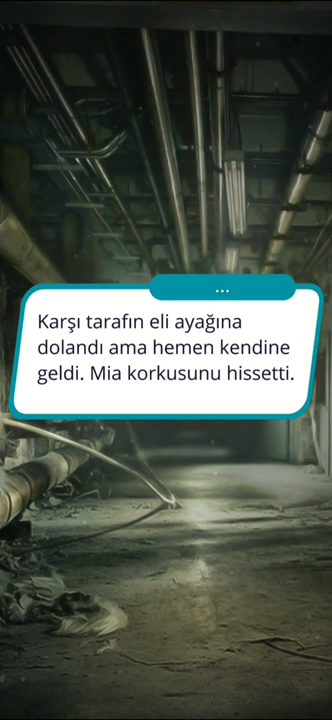 ...
Karşı tarafın eli ayağına
dolandı ama hemen kendine
geldi. Mia korkusunu hissetti.